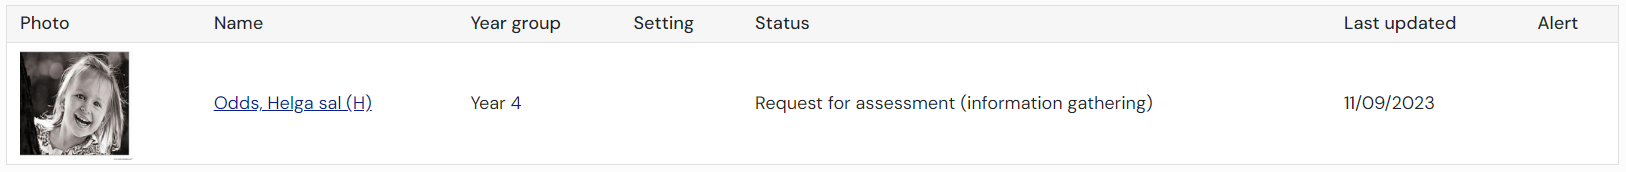 Photo Name Year group Setting Status Last updated Alert
Odds, Helga sal (H) Year 4 Request for assessment (information gathering) 11/09/2023